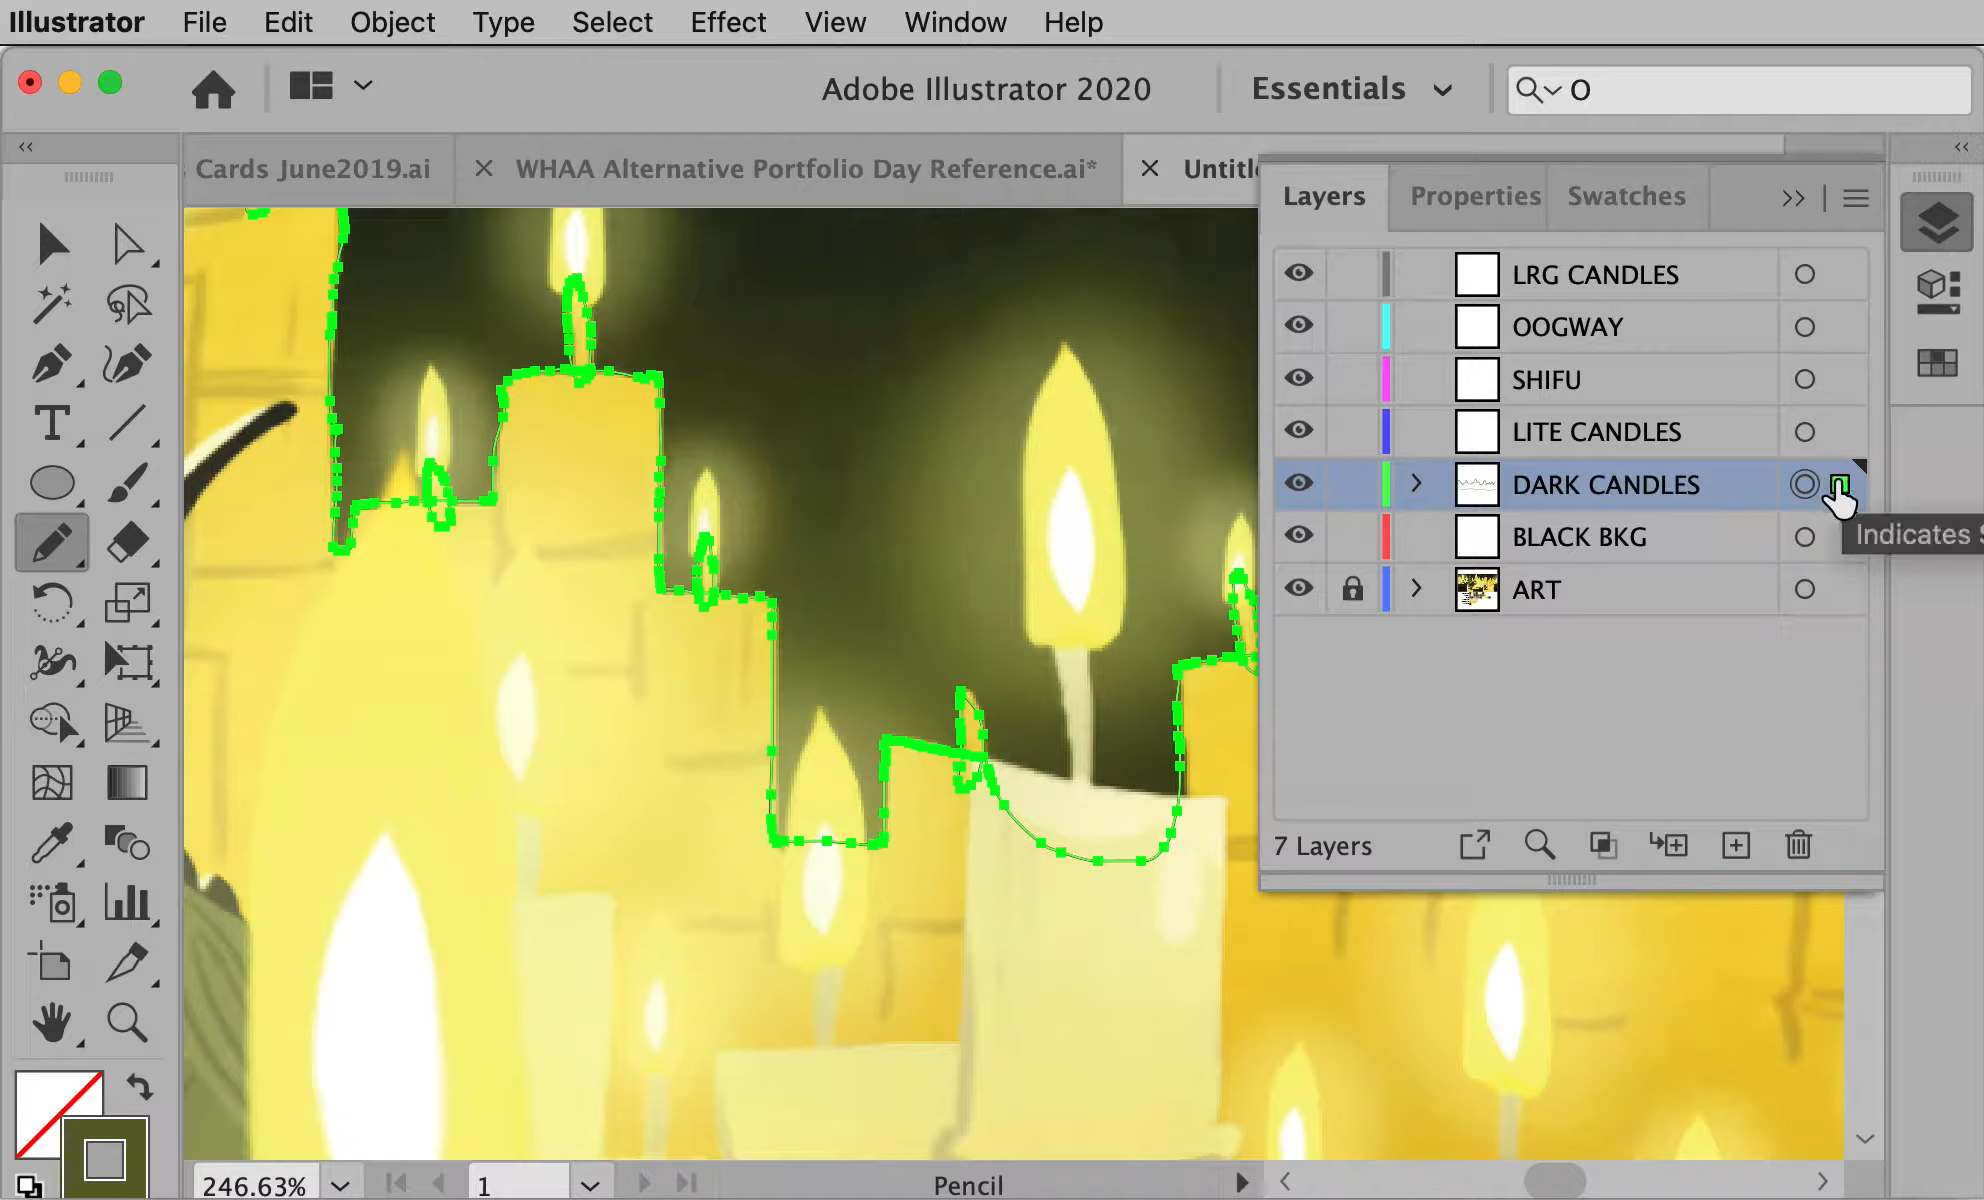 Illustrator File Edit Object Type Select Effect View Window Help
Adobe Illustrator 2020
Essentials
O
Cards June2019.ai
WHAA Alternative Portfolio Day Reference.ai*
Untitle
Layers Properties Swatches
LRG CANDLES
OOGWAY
SHIFU
LITE CANDLES
DARK CANDLES
Indicates S
BLACK BKG
ART
7 Layers
246.63%
1
Pencil